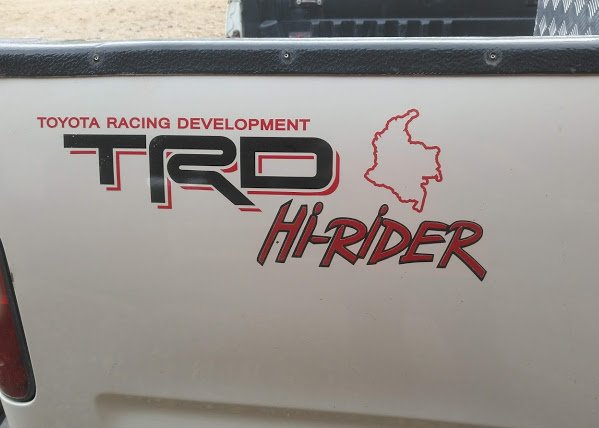 TOYOTA RACING DEVELOPMENT
TRD
Hi-RiDER